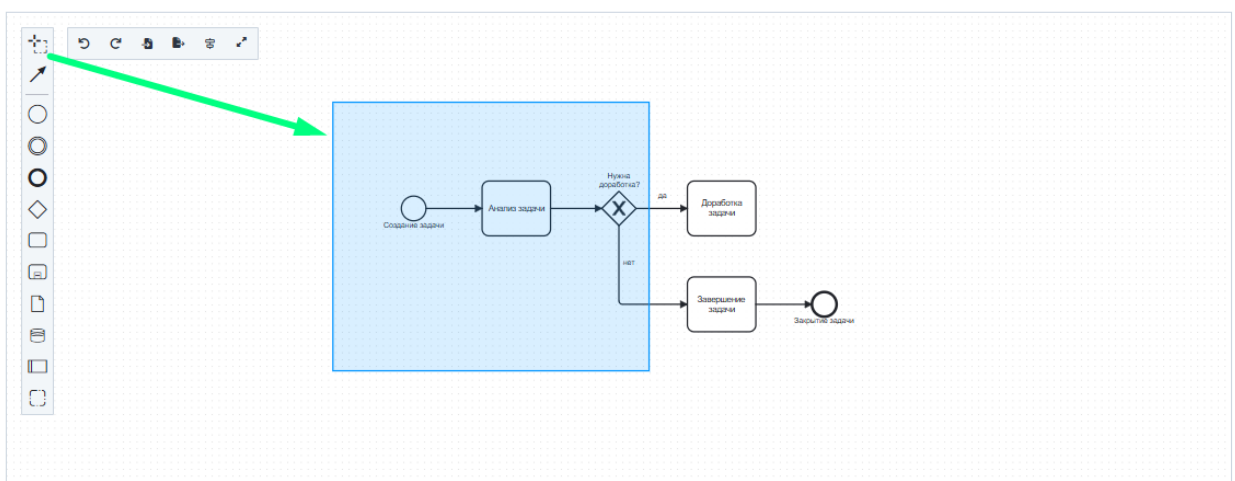 Нужна
доработка?
да
Доработка
задачи
Анализ задачи
Создание задачи
нет
Завершение
задачи
Закрытие задачи